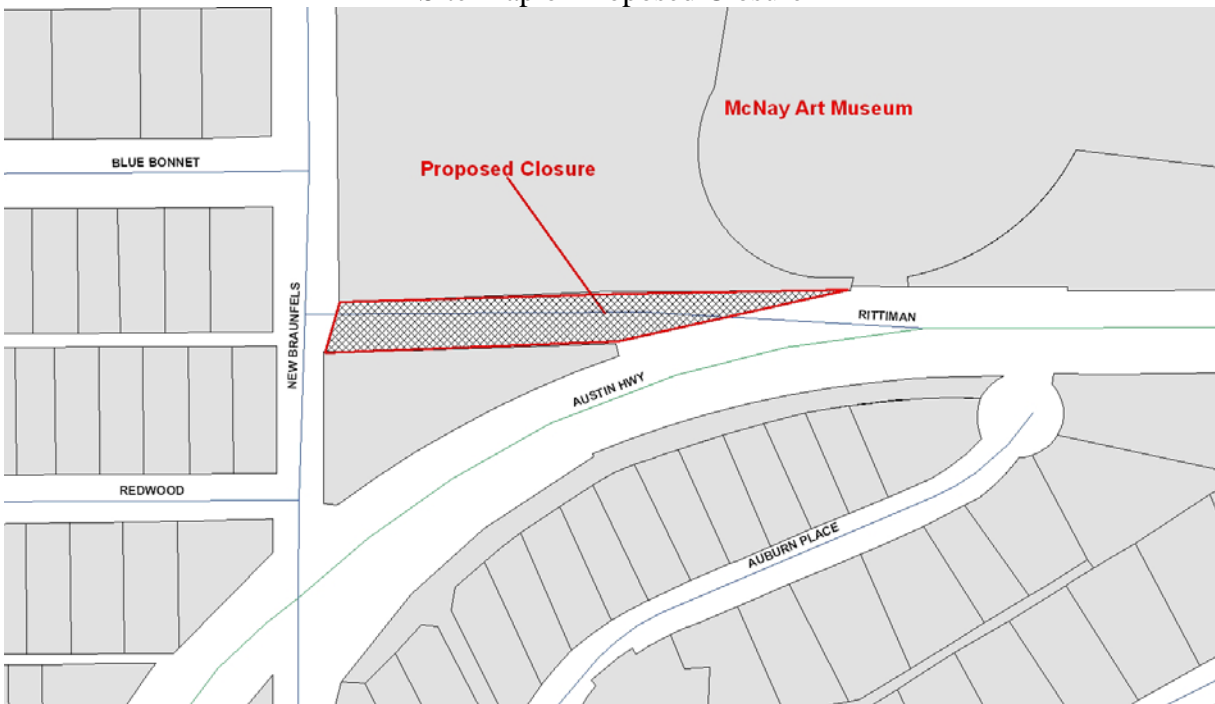 McNay Art Museum
BLUE BONNET
Proposed Closure
NEW BRAUNFELS
RITTIMAN
AUSTIN HWY
REDWOOD
AUBURN PLACE